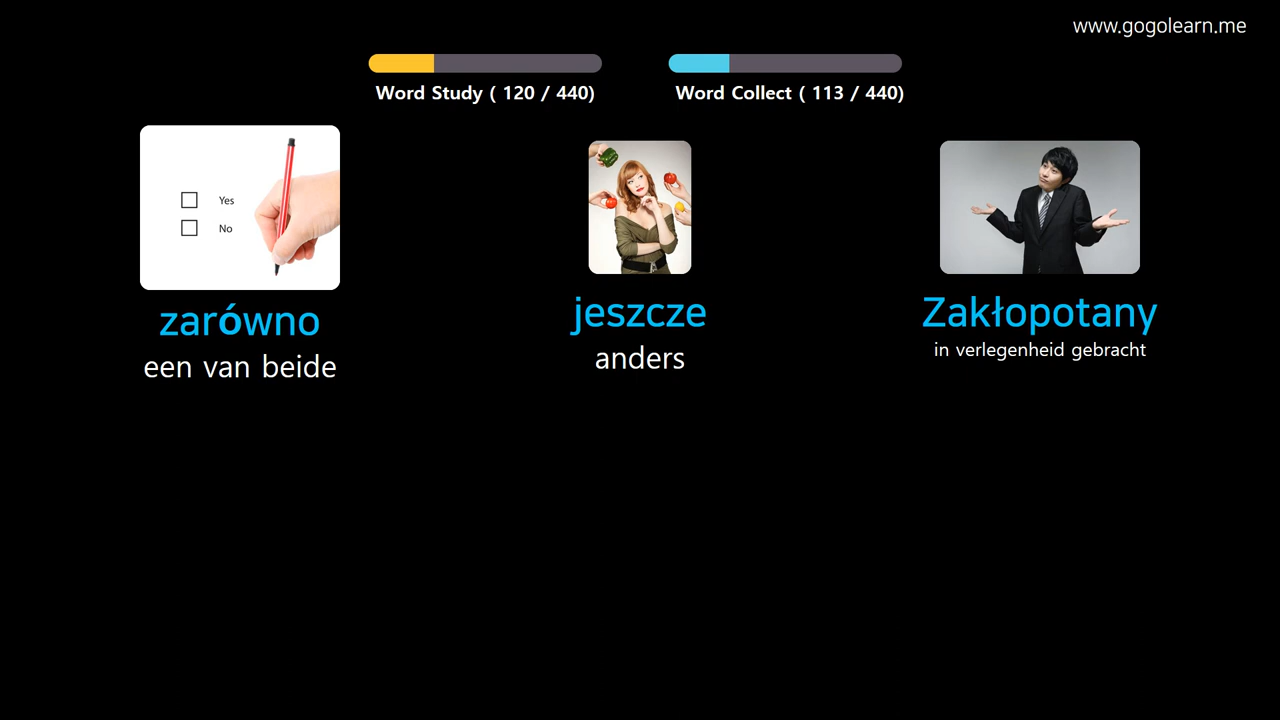 www.gogolearn.me
Word Study ( 120 / 440)
Word Collect ( 113 / 440)
Yes
No
zarówno
een van beide
jeszcze
anders
Zakłopotany
in verlegenheid gebracht